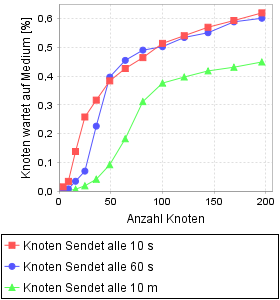 Knoten wartet auf Medium [%]
0,6
0,5
0,4
0,3
0,2
0,1
0,0
0 50 100 150 200
Anzahl Knoten
Knoten Sendet alle 10 s
Knoten Sendet alle 60 s
Knoten Sendet alle 10 m